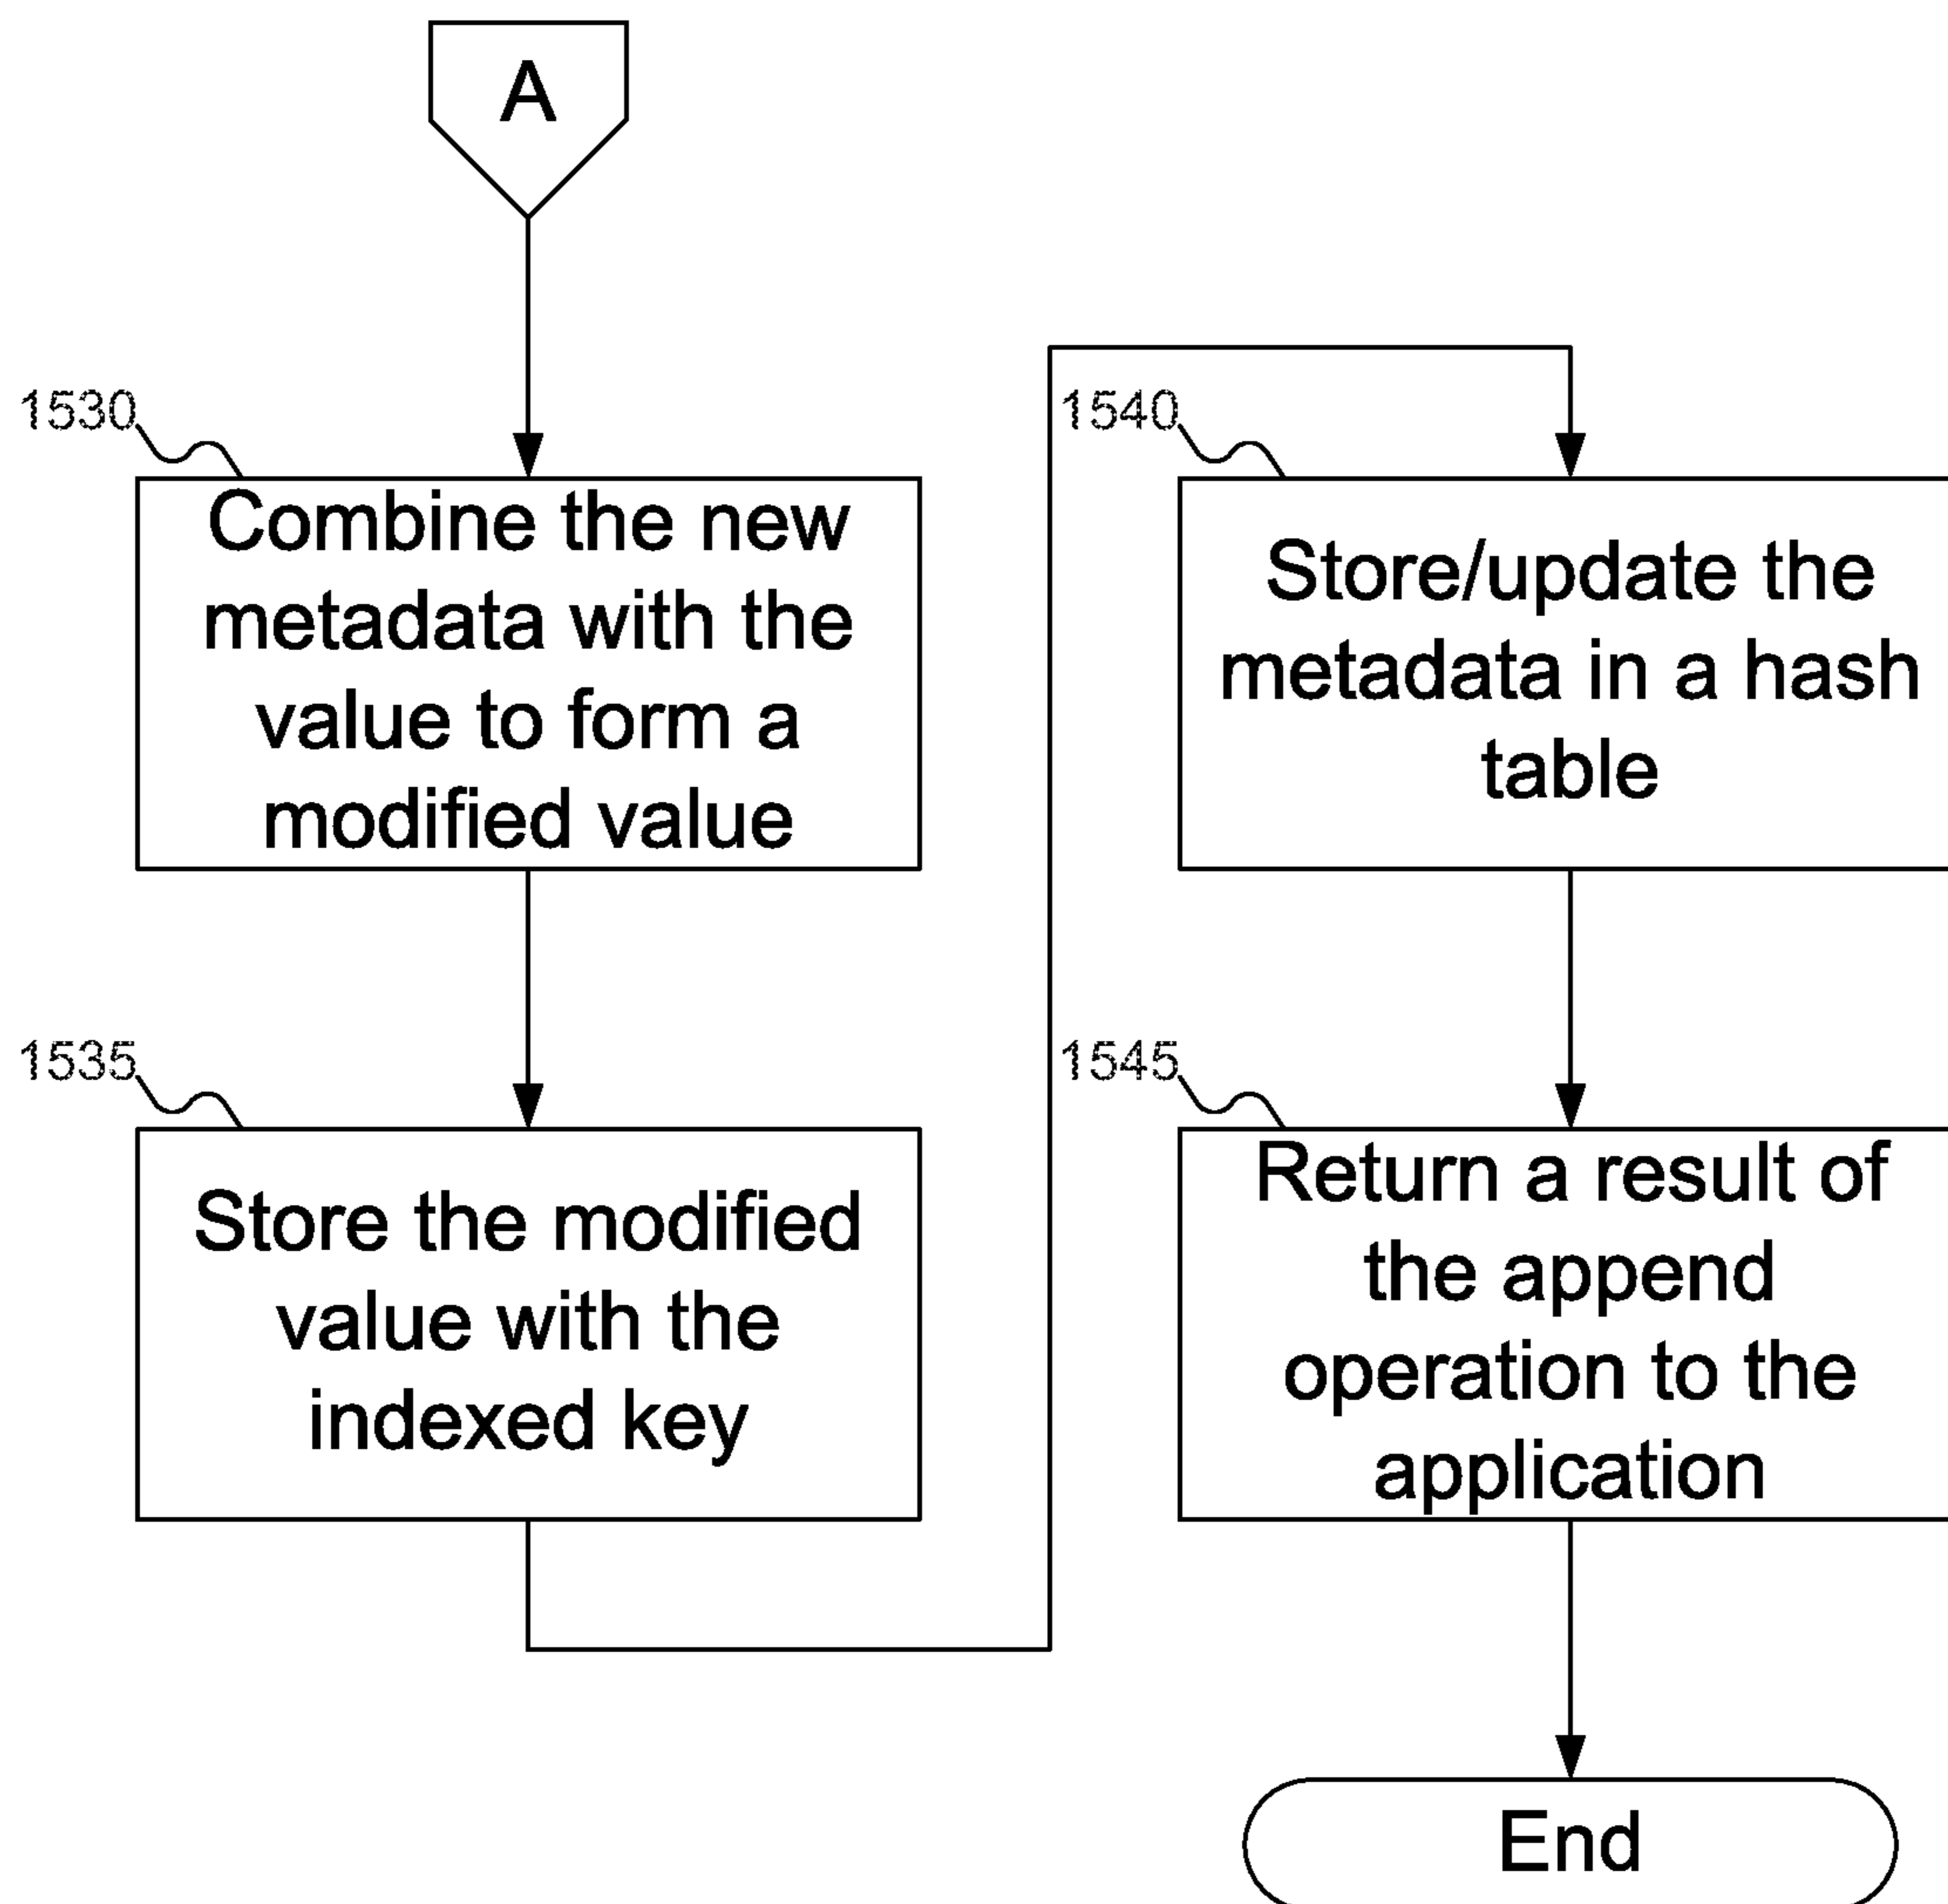 A
1530
Combine the new
metadata with the
value to form a
modified value
1535
Store the modified
value with the
indexed key
1540
Store/update the
metadata in a hash
table
1545
Return a result of
the append
operation to the
application
End